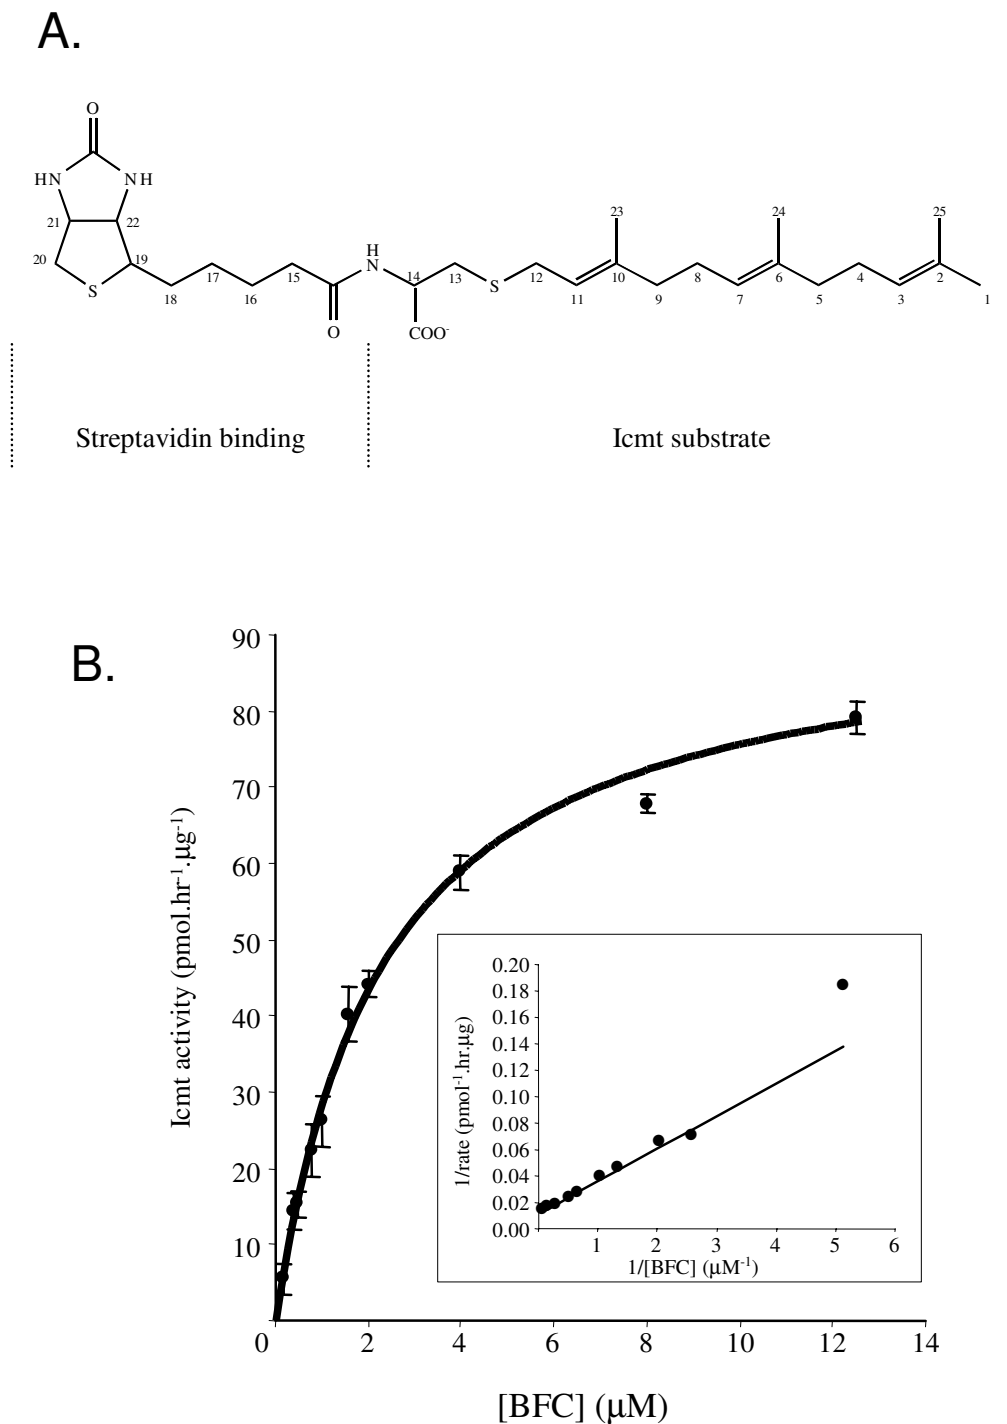 A.
O
HN NH
21 22
20 19
S
17 15
18 16
H
N
O
14 13
COO-
S
12 11
23
10
9 8
7
24
6
5 4
3
25
2
1
Streptavidin binding
Icmt substrate
B.
Icmt activity (pmol.hr-1.µg-1)
90
80
70
60
50
40
30
20
10
0 2 4 6 8 10 12 14
[BFC] (µM)
1/rate (pmol-1.hr.µg)
0.20
0.18
0.16
0.14
0.12
0.10
0.08
0.06
0.04
0.02
0.00
1 2 3 4 5 6
1/[BFC] (µM-1)